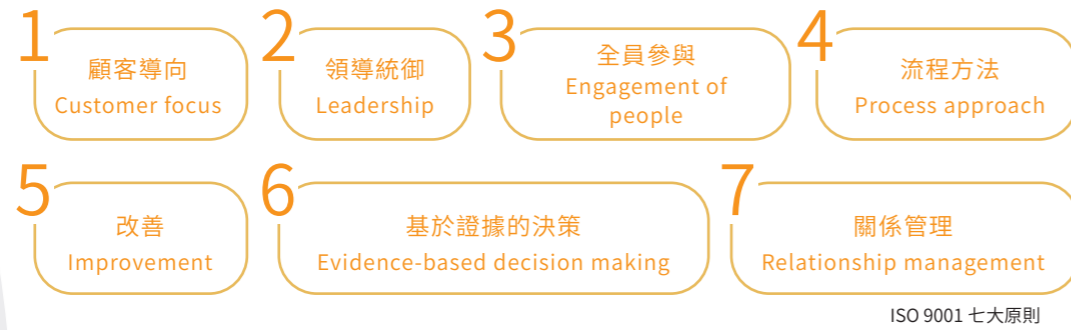 1
顧客導向
Customer focus
2
領導統御
Leadership
3
全員參與
Engagement of
people
4
流程方法
Process approach
5
改善
Improvement
6
基於證據的決策
Evidence-based decision making
7
關係管理
Relationship management
ISO 9001 七大原則